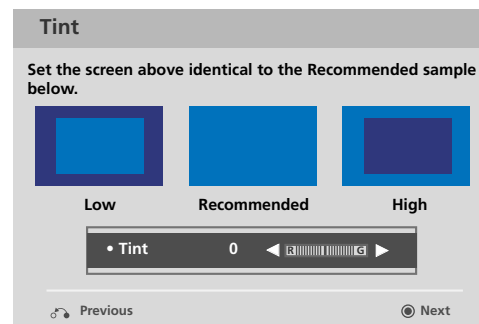 Tint
Set the screen above identical to the Recommended sample
below.
Low Recommended High
• Tint 0 R G
Previous Next